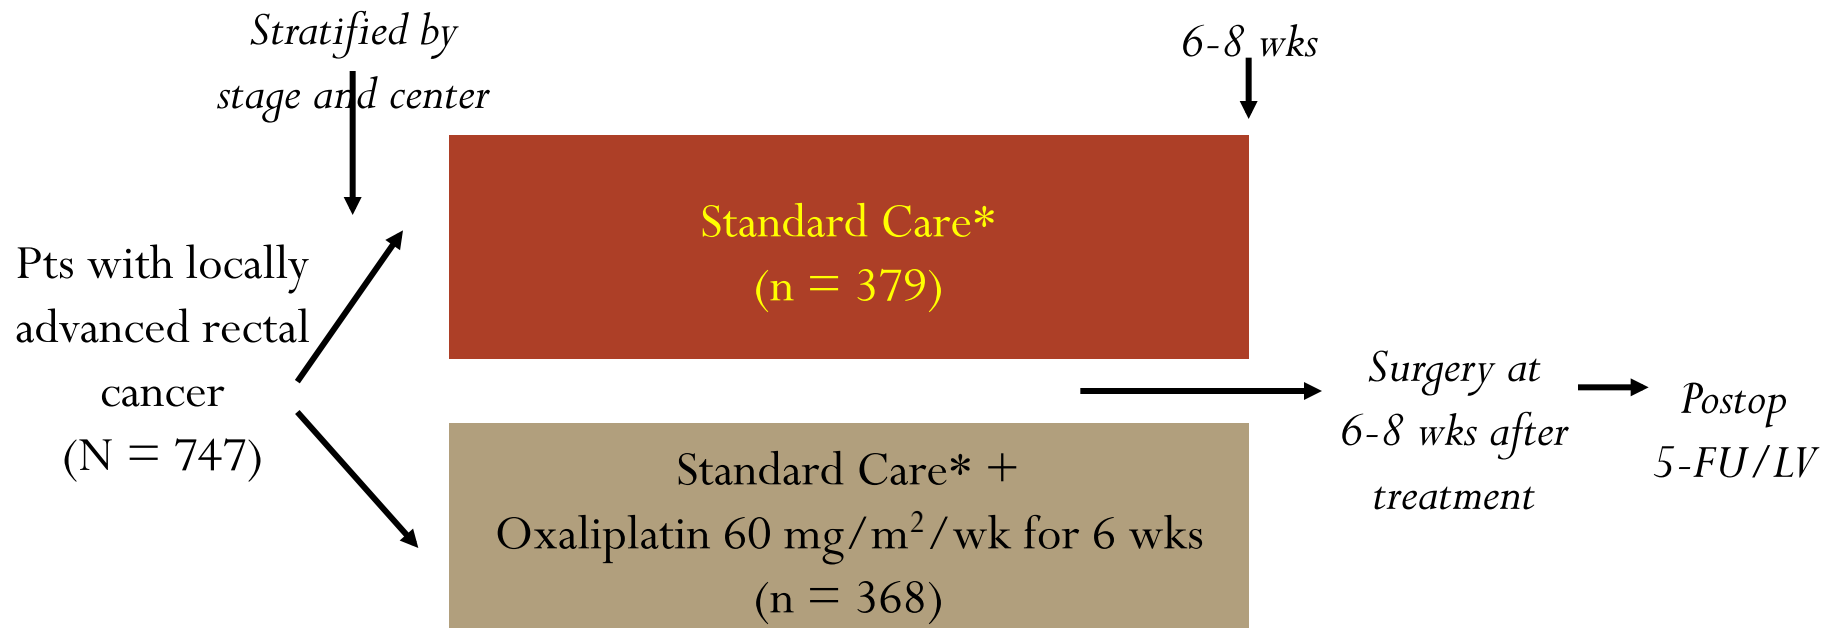 Stratified by
stage and center
6-8 wks
Pts with locally
advanced rectal
cancer
(N = 747)
Standard Care*
(n = 379)
Standard Care* +
Oxaliplatin 60 mg/m²/wk for 6 wks
(n = 368)
Surgery at
6-8 wks after
treatment
Postop
5-FU/LV